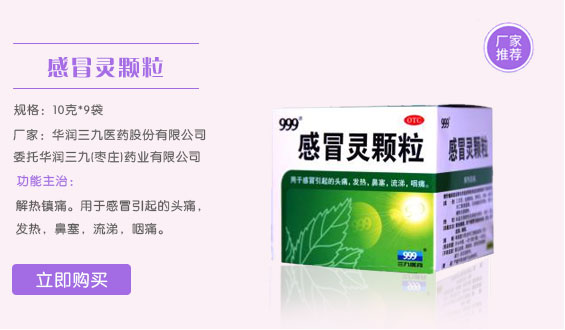 感冒灵颗粒
规格：10克*9袋
厂家：华润三九医药股份有限公司
委托华润三九(枣庄)药业有限公司
功能主治：
解热镇痛。用于感冒引起的头痛，
发热，鼻塞，流涕，咽痛。
立即购买
厂家
推荐
999®
OTC
感冒灵颗粒
用于感冒引起的头痛，发热，鼻塞，流涕，咽痛。
999
三九医药
999®
感冒灵颗粒